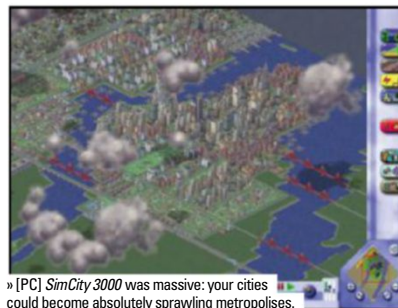 » [PC] SimCity 3000 was massive: your cities
could become absolutely sprawling metropolises.